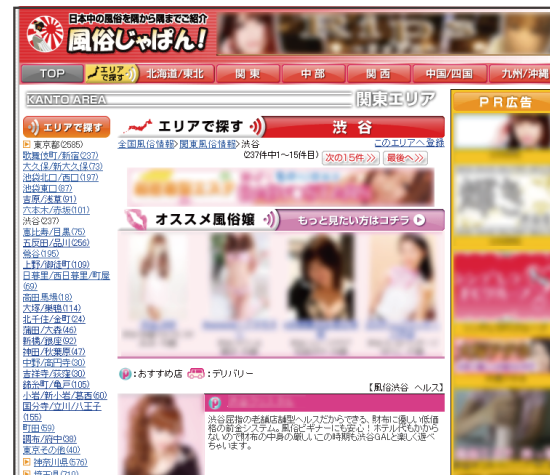 日本中の風俗を隅から隅までご紹介
風俗じゃぱん!
TOP
エリアで探す
北海道/東北
関東
中部
関西
中国/四国
九州/沖縄
KANTO AREA
関東エリア
エリアで探す
東京都(2585)
歌舞伎町/新宿(237)
大久保/新大久保(73)
池袋北口/西口(197)
池袋東口(87)
吉原/浅草(91)
六本木/赤坂(101)
渋谷(237)
恵比寿/目黒(75)
五反田/品川(256)
鶯谷(195)
上野/御徒町(109)
日暮里/西日暮里/町屋
(69)
高田馬場(18)
大塚/巣鴨(114)
北千住/金町(24)
蒲田/大森(46)
新橋/銀座(92)
神田/秋葉原(47)
中野/高円寺(30)
吉祥寺/荻窪(30)
錦糸町/亀戸(105)
小岩/新小岩/葛西(60)
国分寺/立川/八王子
(155)
町田(59)
調布/府中(38)
東京その他(40)
神奈川県(576)
埼玉県(210)
エリアで探す
渋谷
全国風俗情報>関東風俗情報>渋谷
このエリアへ登録
(237件中1~15件目)
次の15件>>
最後へ>>
オススメ風俗嬢
もっと見たい方はコチラ
:おすすめ店
:デリバリー
【風俗渋谷 ヘルス】
渋谷屈指の老舗店舗型ヘルスだからできる、財布に優しい低価
格の前金システム。風俗ビギナーにも安心!ホテル代もかから
ないので財布の中身の厳しいこの時期も渋谷GALと楽しく遊べ
ちゃいます。
PR広告